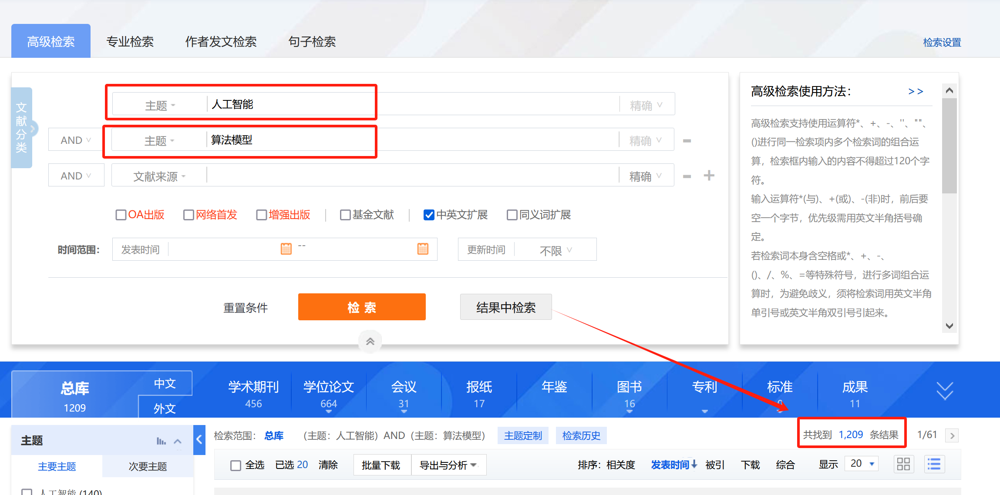 高级检索 专业检索 作者发文检索 句子检索 检索设置
文献分类
主题 人工智能 精确
AND 主题 算法模型 精确 -
AND 文献来源 精确 - +
OA出版 网络首发 增强出版 基金文献 中英文扩展 同义词扩展
时间范围： 发表时间 -- 更新时间 不限
重置条件 检 索 结果中检索
高级检索使用方法： >>
高级检索支持使用运算符*、+、-、''、""、
()进行同一检索项内多个检索词的组合运
算，检索框内输入的内容不得超过120个字
符。
输入运算符*(与)、+(或)、-(非)时，前后要
空一个字节，优先级需用英文半角括号确
定。
若检索词本身含空格或*、+、-、
()、/、%、=等特殊符号，进行多词组合运
算时，为避免歧义，须将检索词用英文半角
单引号或英文半角双引号引起来。
总库 中文 学术期刊 学位论文 会议 报纸 年鉴 图书 专利 标准 成果
1209 外文 456 664 31 17 16 0 11
主题 检索范围： 总库 （主题：人工智能）AND（主题：算法模型） 主题定制 检索历史 共找到 1,209 条结果 1/61 >
主要主题 次要主题 全选 已选 20 清除 批量下载 导出与分析 排序： 相关度 发表时间↓ 被引 下载 综合 显示 20
人工智能 (140)